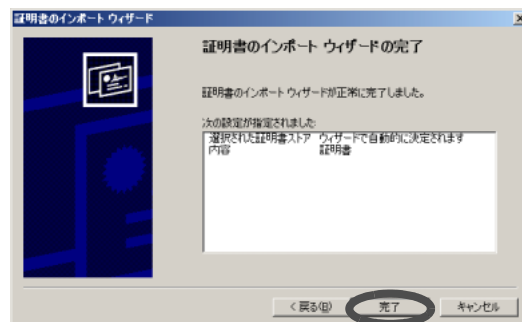 証明書のインポート ウィザード
証明書のインポート ウィザードの完了
証明書のインポート ウィザードが正常に完了しました。
次の設定が指定されました:
選択された証明書ストア ウィザードで自動的に決定されます
内容 証明書
< 戻る(B) 完了 キャンセル